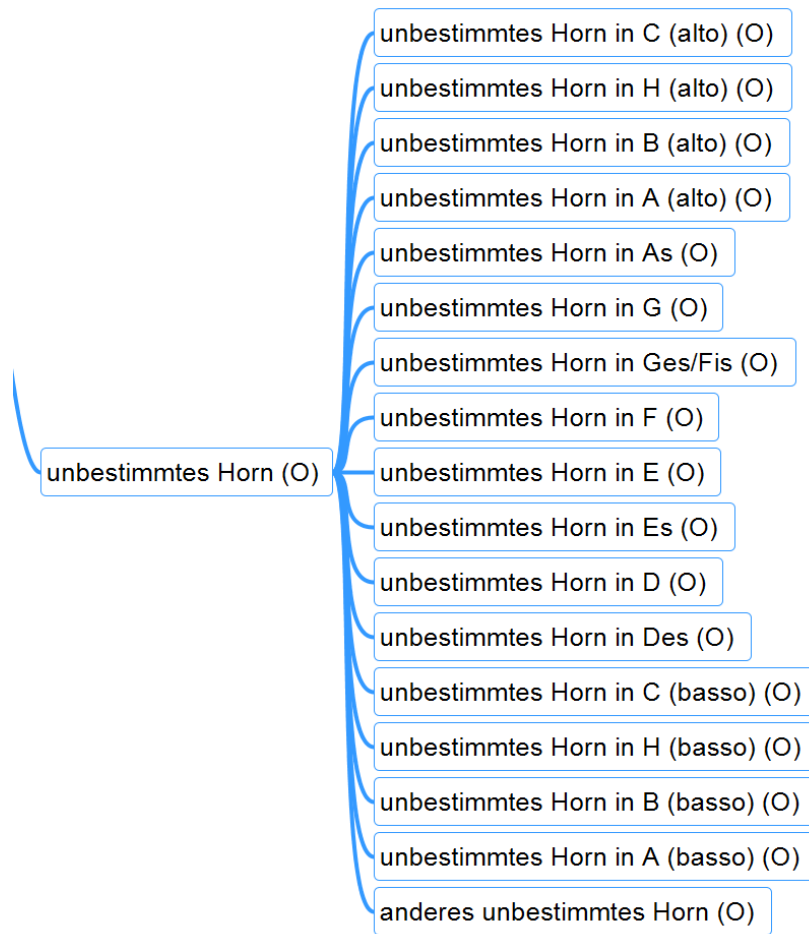 unbestimmtes Horn in C (alto) (O)
unbestimmtes Horn in H (alto) (O)
unbestimmtes Horn in B (alto) (O)
unbestimmtes Horn in A (alto) (O)
unbestimmtes Horn in As (O)
unbestimmtes Horn in G (O)
unbestimmtes Horn in Ges/Fis (O)
unbestimmtes Horn in F (O)
unbestimmtes Horn (O)
unbestimmtes Horn in E (O)
unbestimmtes Horn in Es (O)
unbestimmtes Horn in D (O)
unbestimmtes Horn in Des (O)
unbestimmtes Horn in C (basso) (O)
unbestimmtes Horn in H (basso) (O)
unbestimmtes Horn in B (basso) (O)
unbestimmtes Horn in A (basso) (O)
anderes unbestimmtes Horn (O)